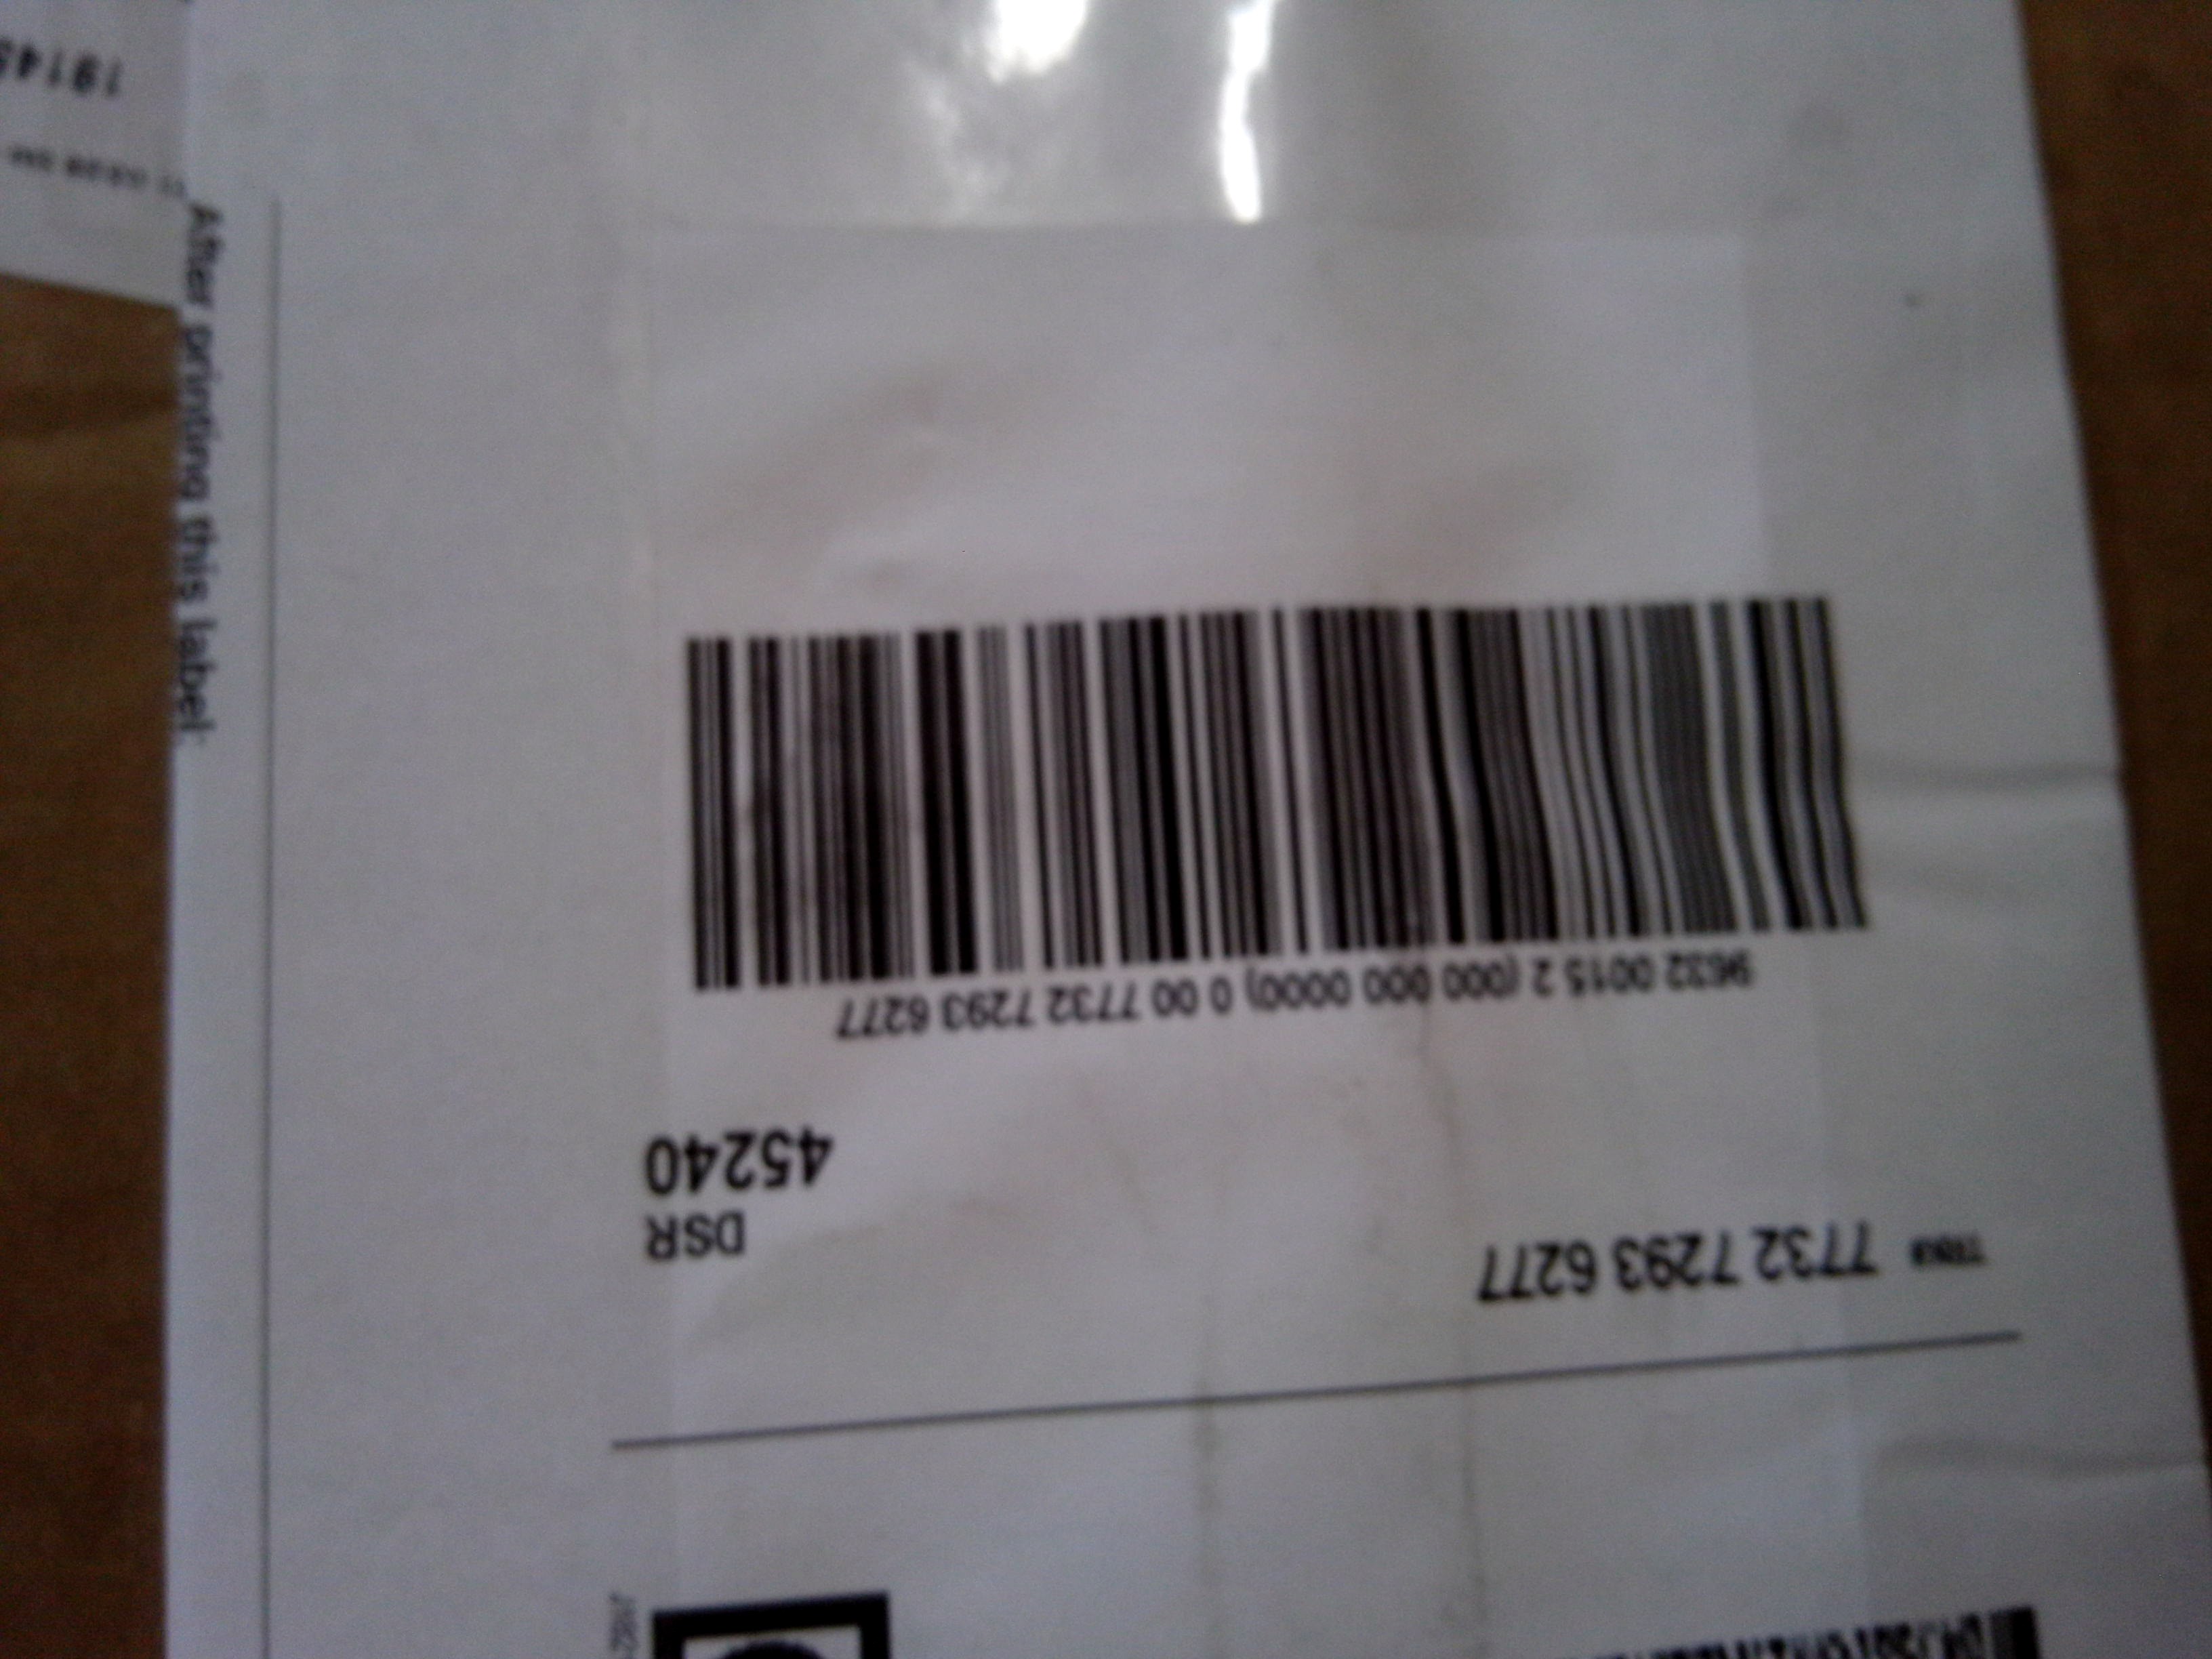 TRK# 7732 7293 6277
DSR
45240
9632 0015 2 (000 000 0000) 0 00 7732 7293 6277
After printing this label: